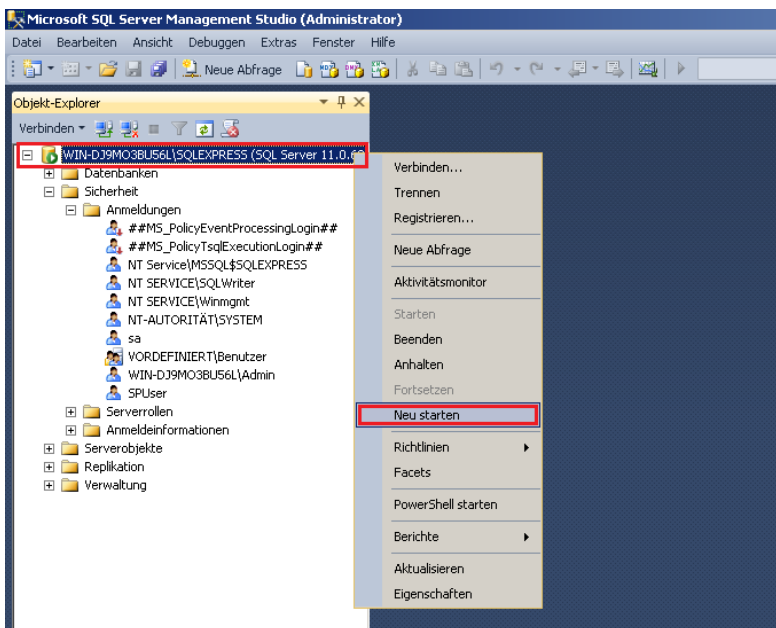 Microsoft SQL Server Management Studio (Administrator)
Datei Bearbeiten Ansicht Debuggen Extras Fenster Hilfe
Neue Abfrage
Objekt-Explorer
Verbinden
WIN-DJ9MO3BU56L\SQLEXPRESS (SQL Server 11.0.6
Datenbanken
Sicherheit
Anmeldungen
##MS_PolicyEventProcessingLogin##
##MS_PolicyTsqlExecutionLogin##
NT Service\MSSQL$SQLEXPRESS
NT SERVICE\SQLWriter
NT SERVICE\Winmgmt
NT-AUTORITÄT\SYSTEM
sa
VORDEFINIERT\Benutzer
WIN-DJ9MO3BU56L\Admin
SPUser
Serverrollen
Anmeldeinformationen
Serverobjekte
Replikation
Verwaltung
Verbinden...
Trennen
Registrieren...
Neue Abfrage
Aktivitätsmonitor
Starten
Beenden
Anhalten
Fortsetzen
Neu starten
Richtlinien
Facets
PowerShell starten
Berichte
Aktualisieren
Eigenschaften